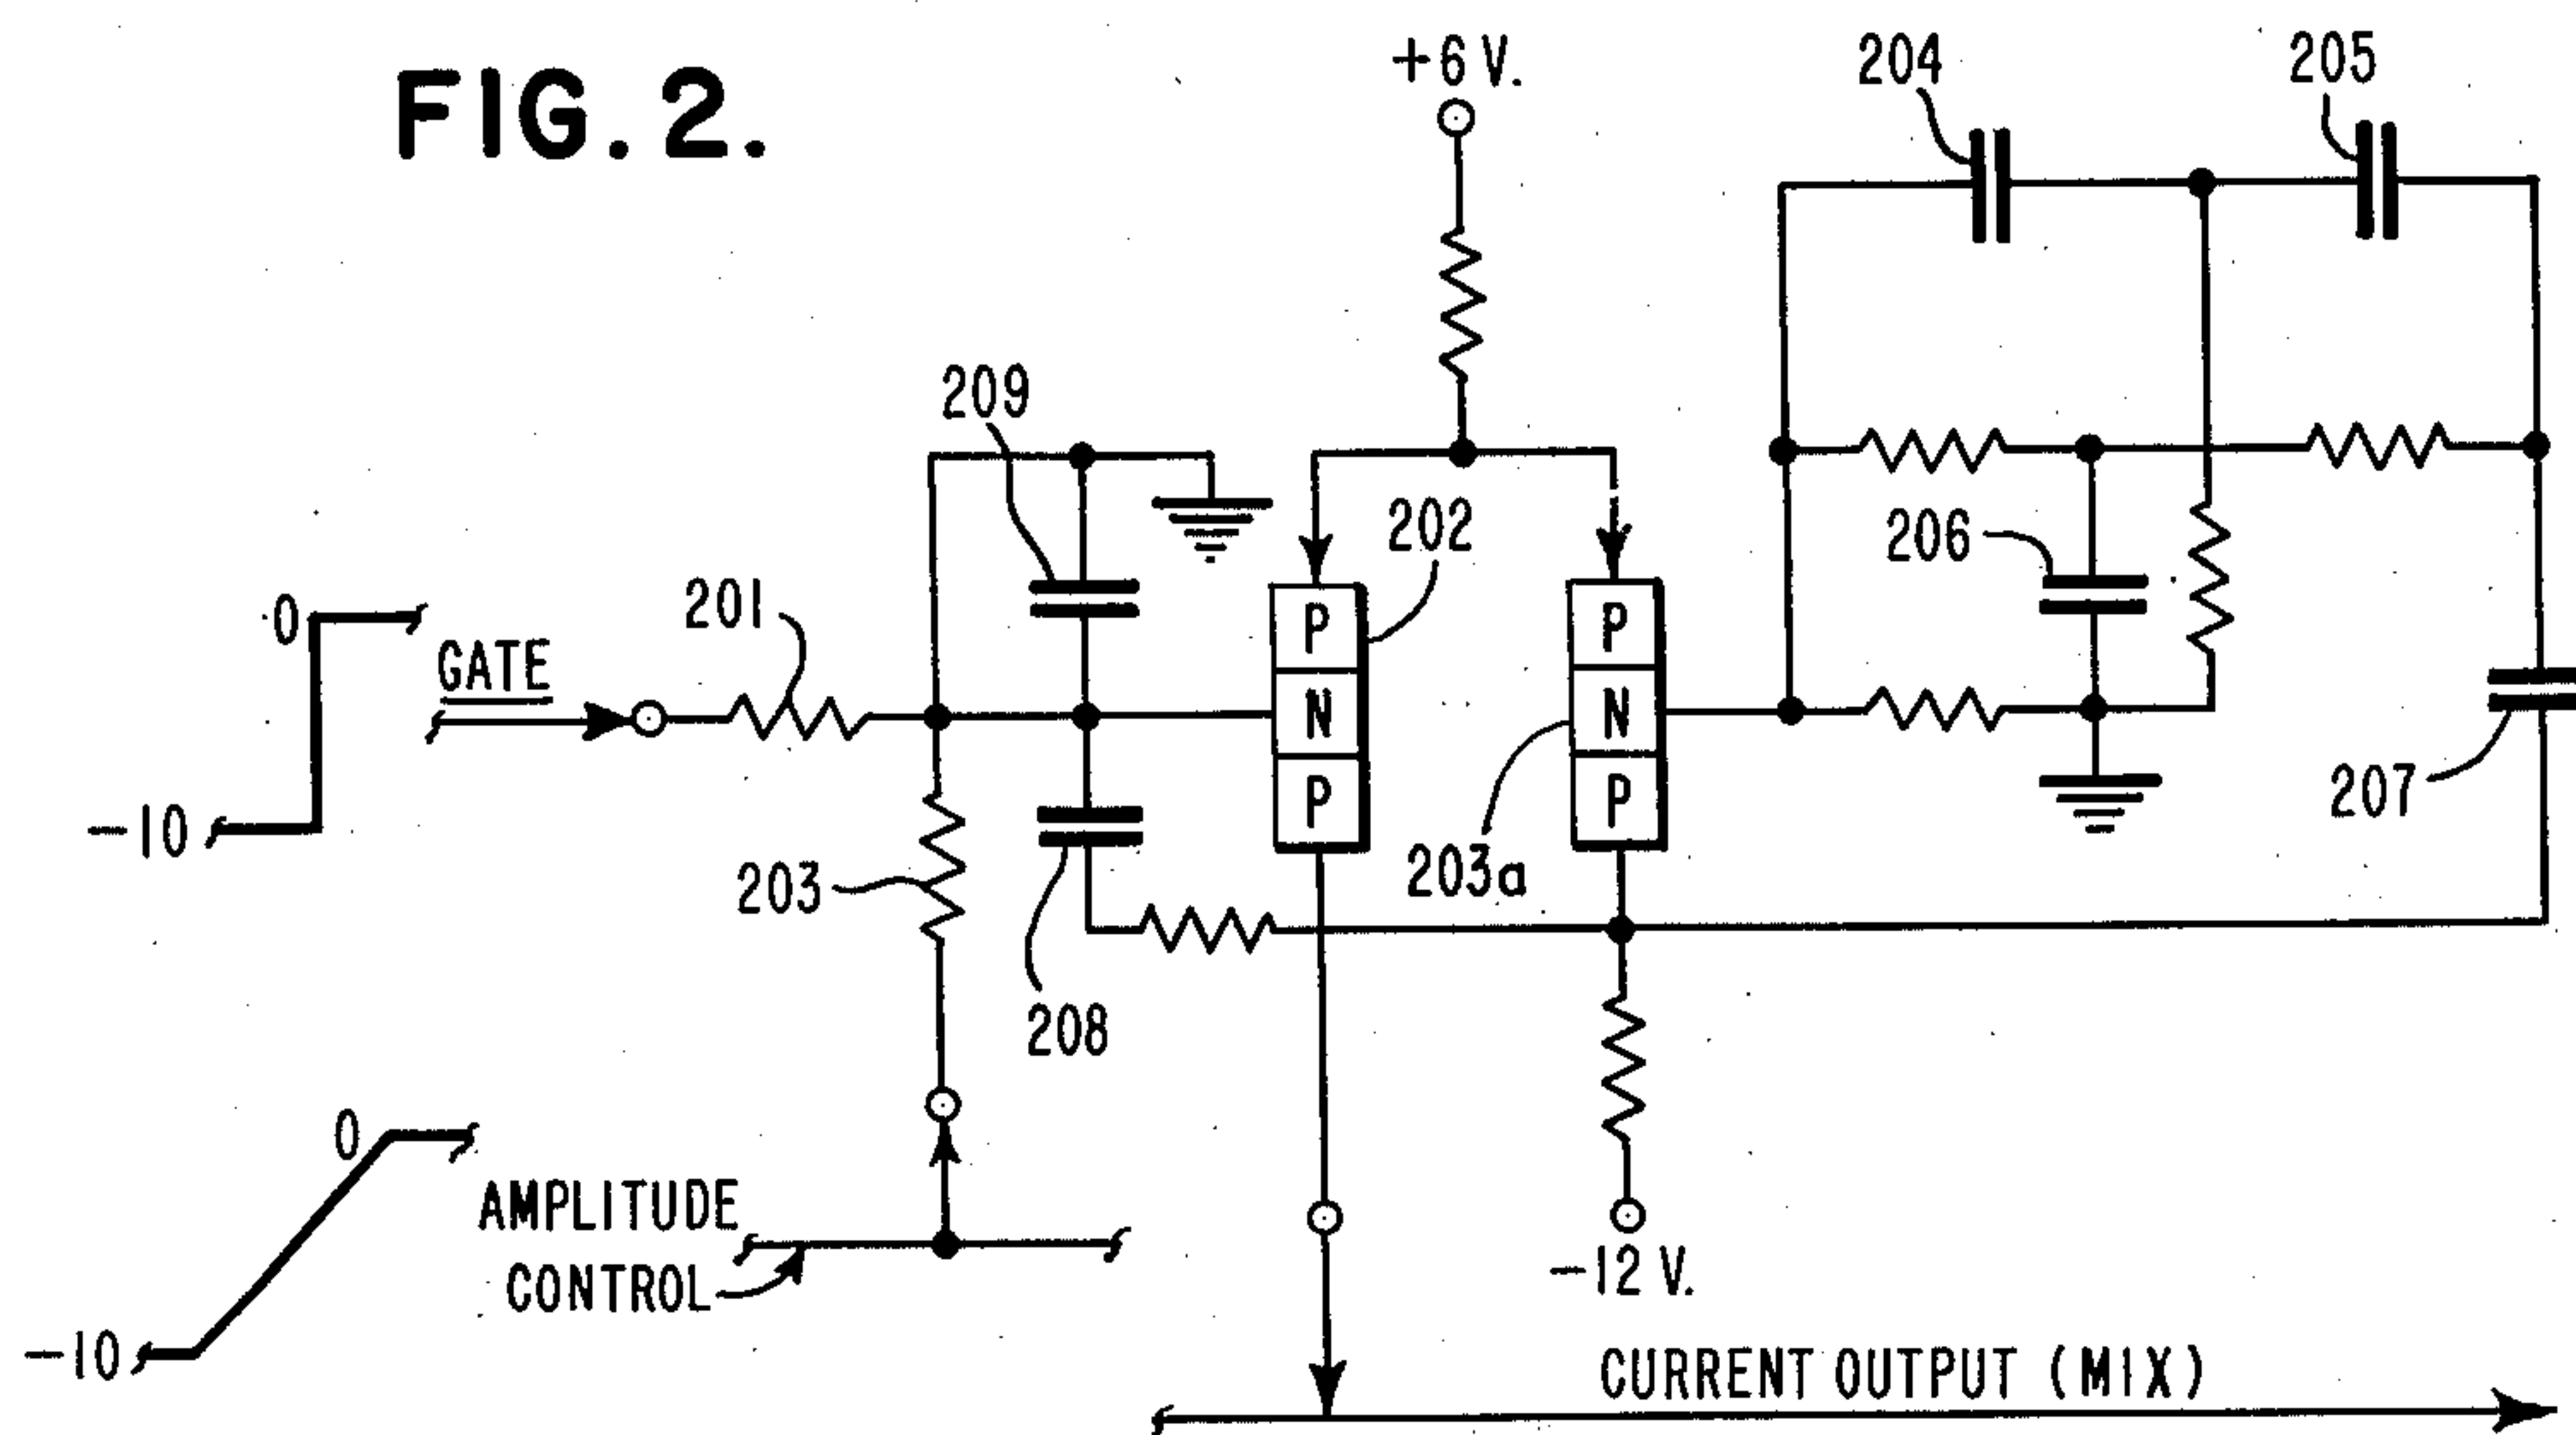 FIG. 2.
+6 V.
204
205
209
202
206
201
0
GATE
P
N
P
P
N
P
-10
203
203a
207
208
0
AMPLITUDE
CONTROL
-12 V.
-10
CURRENT OUTPUT (MIX)